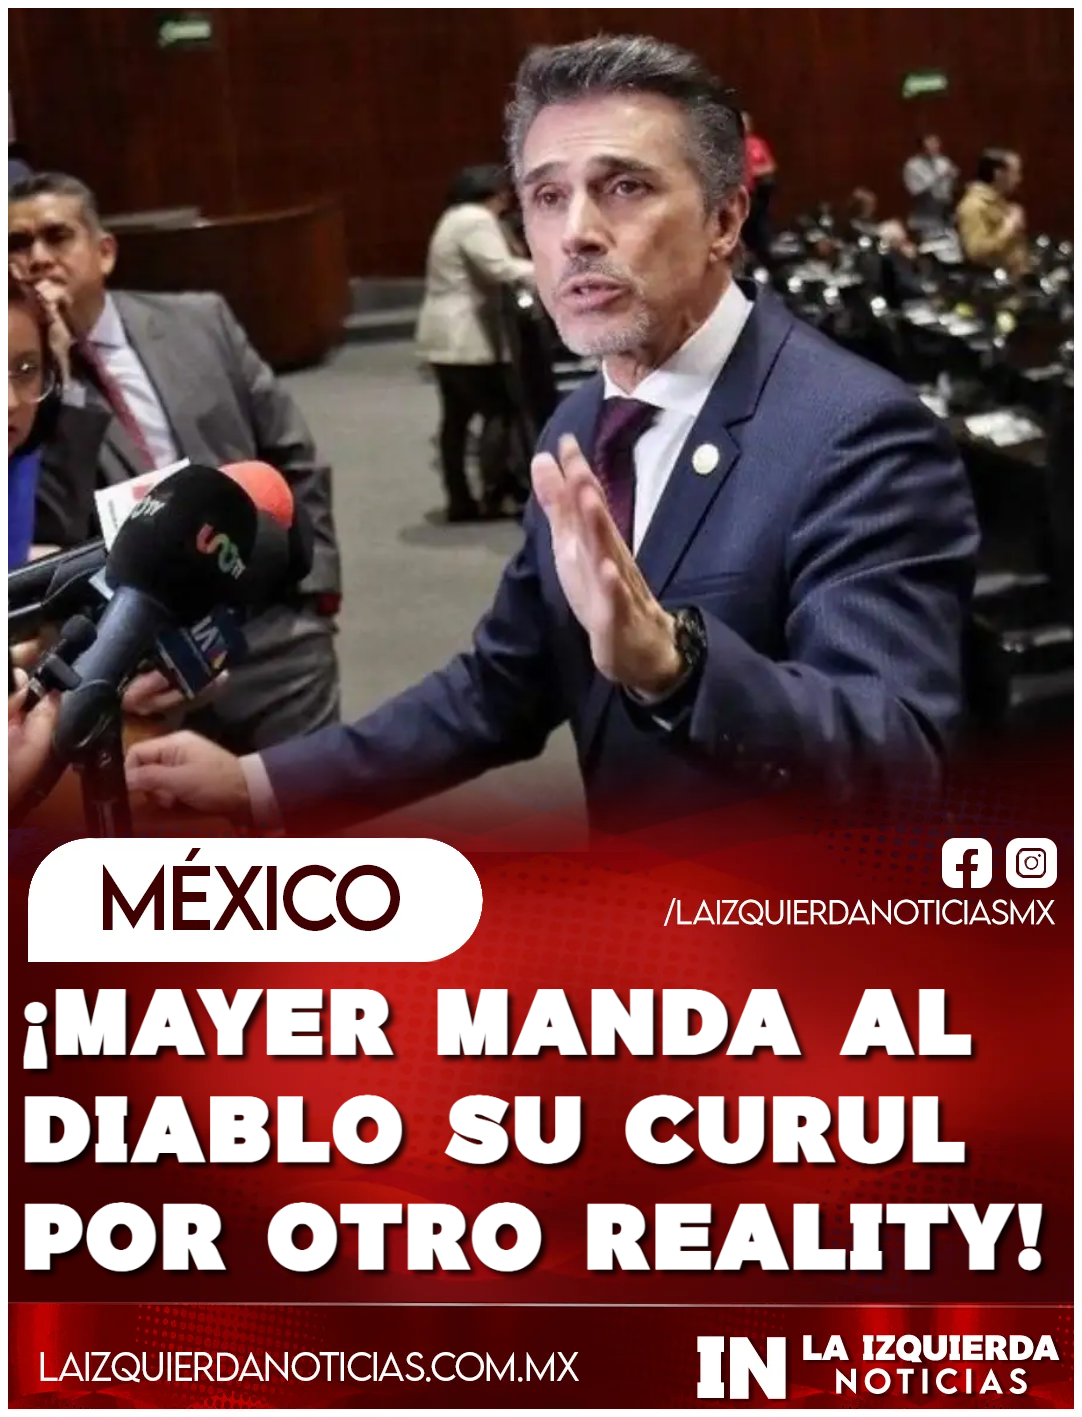 MÉXICO
/LAIZQUIERDANOTICIASMX
¡MAYER MANDA AL
DIABLO SU CURUL
POR OTRO REALITY!
LAIZQUIERDANOTICIAS.COM.MX
IN LA IZQUIERDA
NOTICIAS